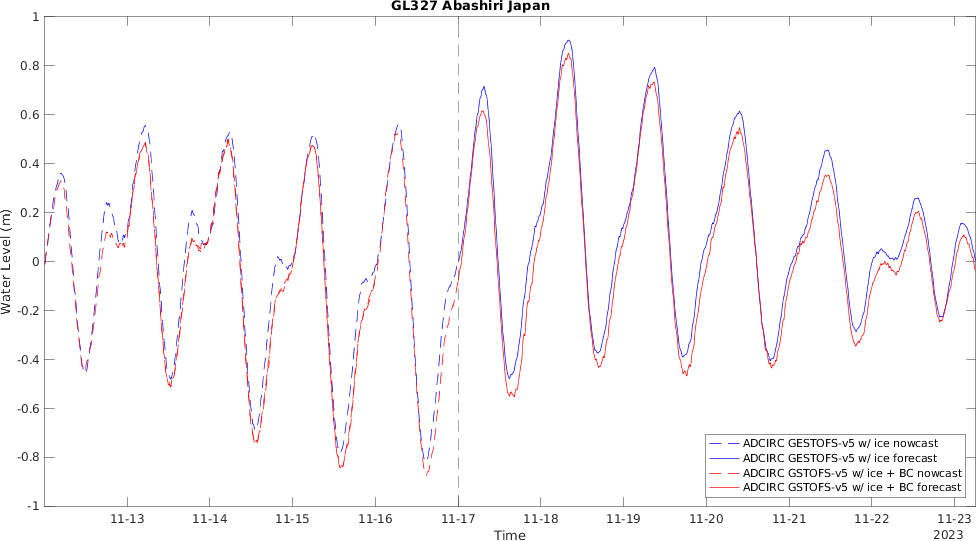 GL327 Abashiri Japan
1
0.8
0.6
0.4
0.2
0
-0.2
-0.4
-0.6
-0.8
-1
Water Level (m)
ADCIRC GESTOFS-v5 w/ ice nowcast
ADCIRC GESTOFS-v5 w/ ice forecast
ADCIRC GSTOFS-v5 w/ ice + BC nowcast
ADCIRC GSTOFS-v5 w/ ice + BC forecast
11-13 11-14 11-15 11-16 11-17 11-18 11-19 11-20 11-21 11-22 11-23
Time
2023